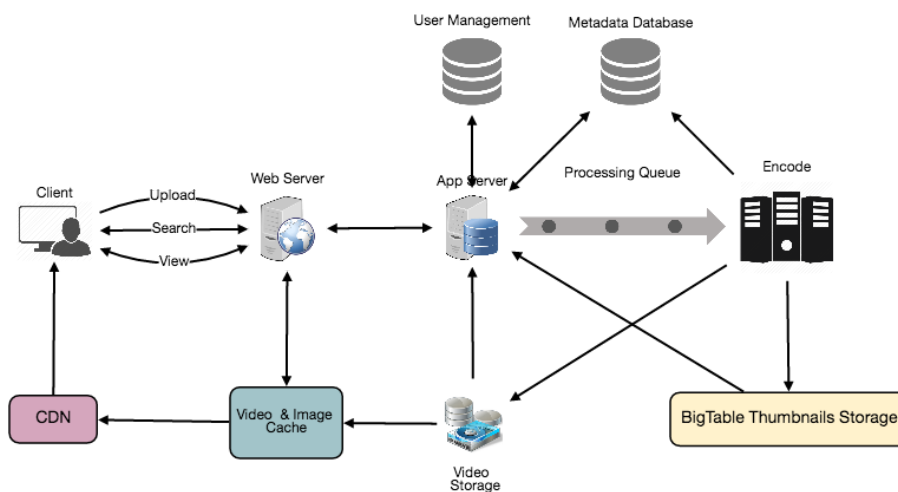 User Management
Metadata Database
Client
Web Server
App Server
Processing Queue
Encode
Upload
Search
View
CDN
Video & Image
Cache
BigTable Thumbnails Storage
Video
Storage